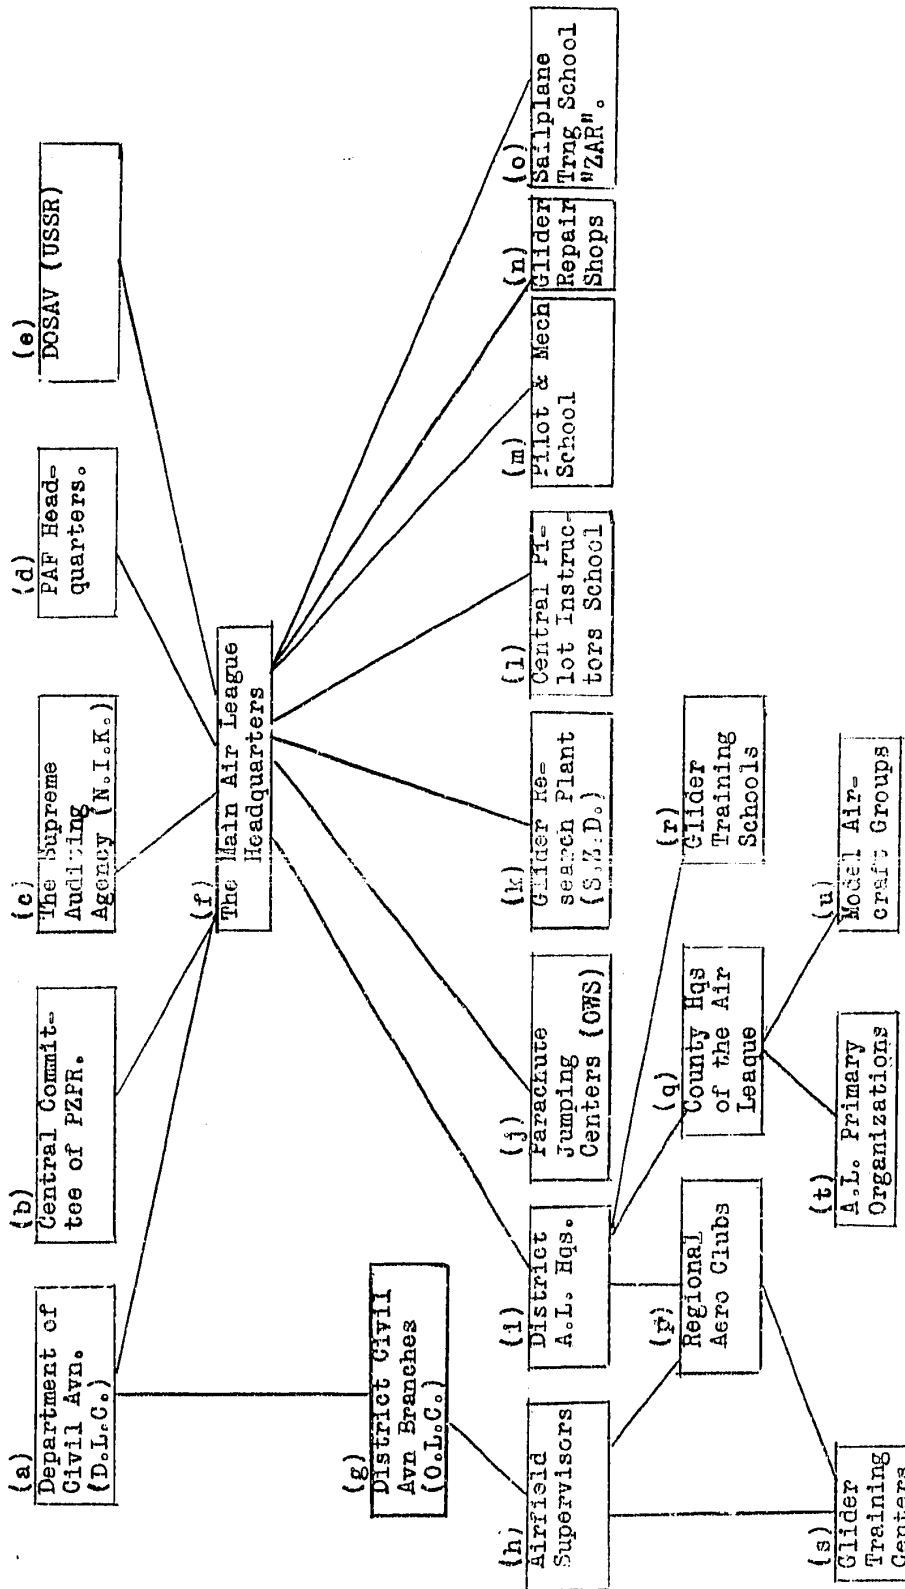 (a)
Department of
Civil Avn.
(D.L.C.)
(b)
Central Commit-
tee of PZPR.
(c)
The Supreme
Auditing
Agency (N.I.K.)
(d)
PAF Head-
quarters.
(e)
DOSAV (USSR)
(f)
The Main Air League
Headquarters
(g)
District Civil
Avn Branches
(O.L.C.)
(h)
Airfield
Supervisors
(i)
District
A.L. Hqs.
(j)
Parachute
Jumping
Centers (OWS)
(k)
Glider Re-
search Plant
(S.Z.D.)
(l)
Central Pi-
lot Instruc-
tors School
(m)
Pilot & Mech
School
(n)
Glider
Repair
Shops
(o)
Sailplane
Trng School
"ZAR".
(p)
Regional
Aero Clubs
(q)
County Hqs
of the Air
Leaque
(r)
Glider
Training
Schools
(s)
Glider
Training
Centers
(t)
A.L. Primary
Organizations
(u)
Model Air-
craft Groups